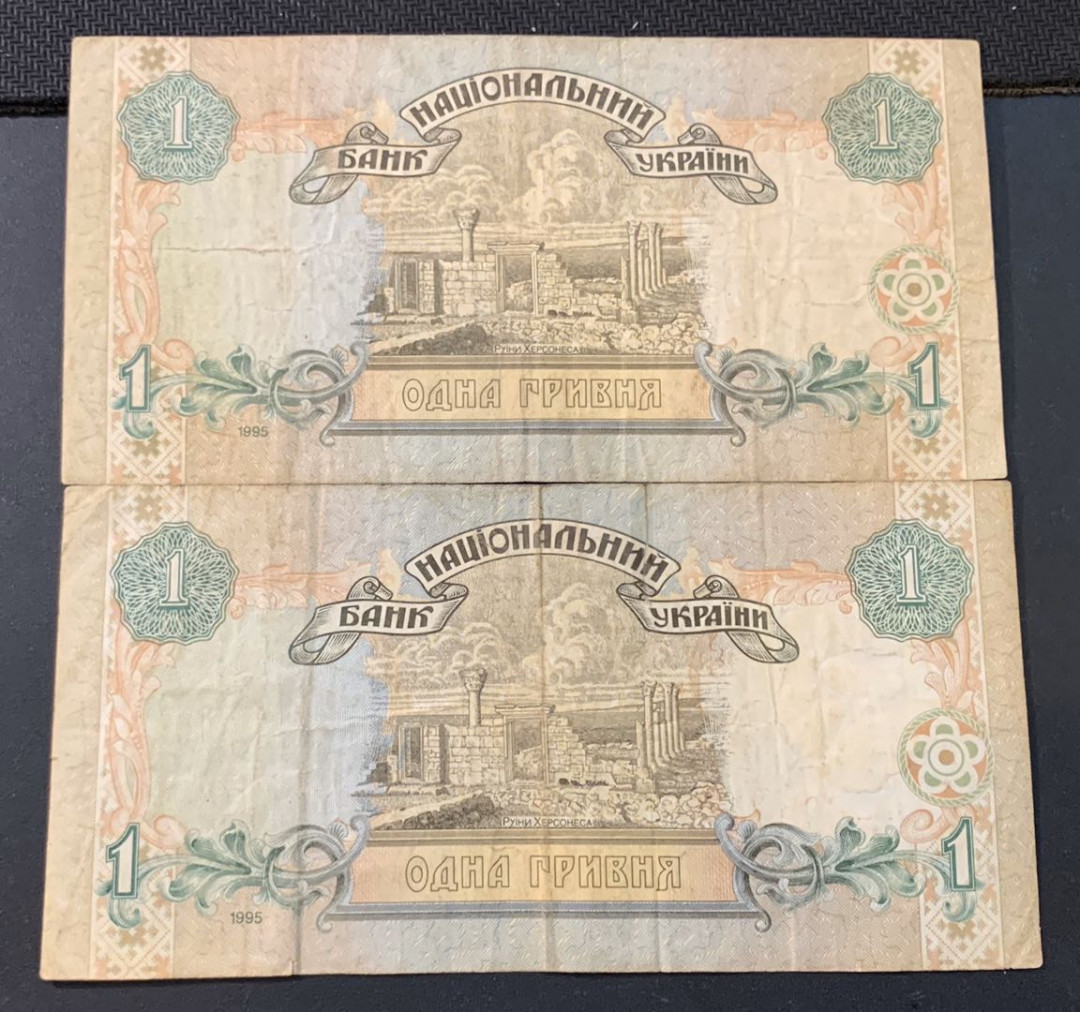 1 НАЦІОНАЛЬНИЙ 1
БАНК УКРАЇНИ
Руїни Херсонеса
1 ОДНА ГРИВНЯ 1
1995
1 НАЦІОНАЛЬНИЙ 1
БАНК УКРАЇНИ
Руїни Херсонеса
1 ОДНА ГРИВНЯ 1
1995